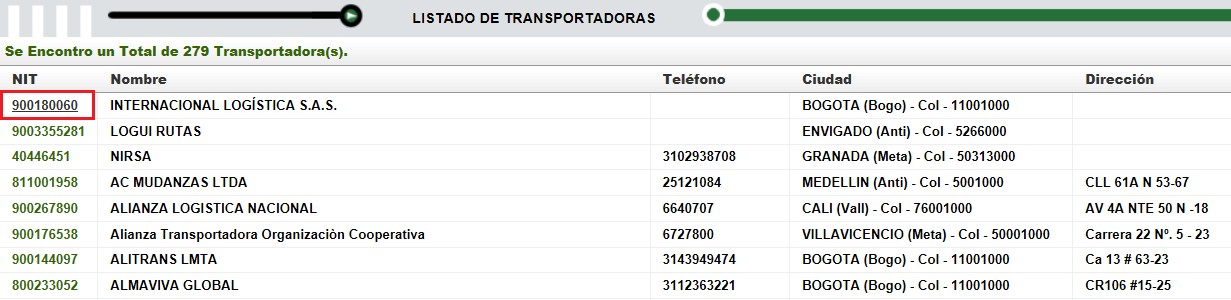 LISTADO DE TRANSPORTADORAS
Se Encontro un Total de 279 Transportadora(s).
NIT Nombre Teléfono Ciudad Dirección
900180060 INTERNACIONAL LOGÍSTICA S.A.S. BOGOTA (Bogo) - Col - 11001000
9003355281 LOGUI RUTAS ENVIGADO (Anti) - Col - 5266000
40446451 NIRSA 3102938708 GRANADA (Meta) - Col - 50313000
811001958 AC MUDANZAS LTDA 25121084 MEDELLIN (Anti) - Col - 5001000 CLL 61A N 53-67
900267890 ALIANZA LOGISTICA NACIONAL 6640707 CALI (Vall) - Col - 76001000 AV 4A NTE 50 N -18
900176538 Alianza Transportadora Organizaciòn Cooperativa 6727800 VILLAVICENCIO (Meta) - Col - 50001000 Carrera 22 Nº. 5 - 23
900144097 ALITRANS LMTA 3143949474 BOGOTA (Bogo) - Col - 11001000 Ca 13 # 63-23
800233052 ALMAVIVA GLOBAL 3112363221 BOGOTA (Bogo) - Col - 11001000 CR106 #15-25